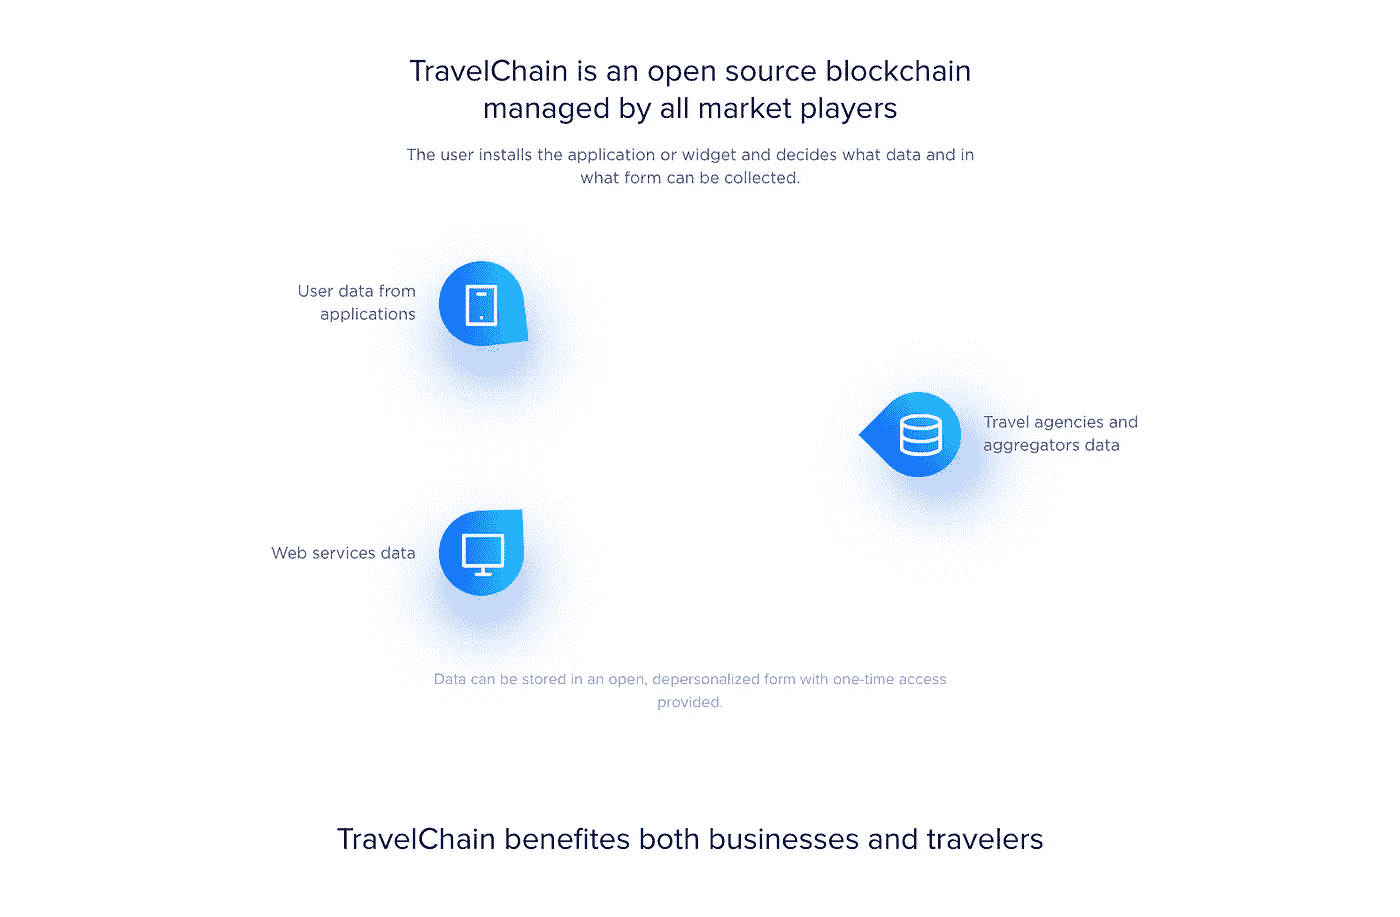 TravelChain is an open source blockchain
managed by all market players
The user installs the application or widget and decides what data and in
what form can be collected.
User data from
applications
Travel agencies and
aggregators data
Web services data
Data can be stored in an open, depersonalized form with one-time access
provided.
TravelChain benefites both businesses and travelers